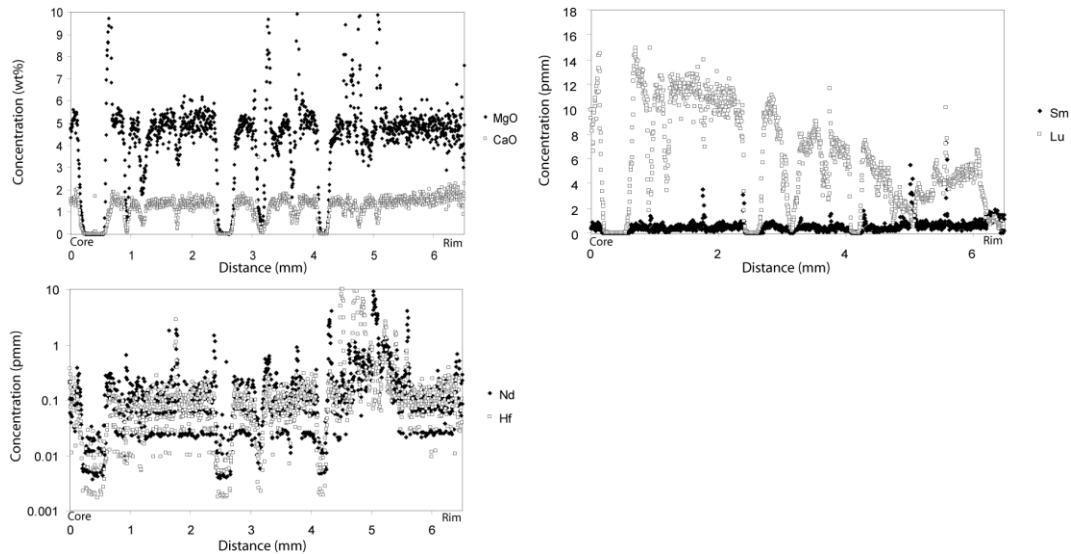 Concentration (wt%)
10
9
8
7
6
5
4
3
2
1
0
Core
Rim
0 1 2 3 4 5 6
Distance (mm)
MgO
CaO
Concentration (pmm)
18
16
14
12
10
8
6
4
2
0
Core
Rim
0 2 4 6
Distance (mm)
Sm
Lu
Concentration (pmm)
10
1
0.1
0.01
0.001
Core
Rim
0 1 2 3 4 5 6
Distance (mm)
Nd
Hf